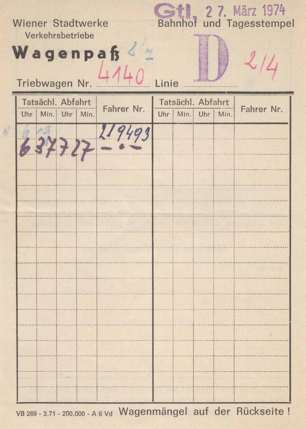 Gtl, 27. März 1974
Wiener Stadtwerke Bahnhof und Tagesstempel
Verkehrsbetriebe
Wagenpaß
Triebwagen Nr. 4140 Linie D 2/4
Tatsächl. Abfahrt Fahrer Nr. Tatsächl. Abfahrt Fahrer Nr.
Uhr Min. Uhr Min. Uhr Min. Uhr Min.
219493
6 37 7 27 — • —
VB 269 - 3.71 - 200.000 - A 6 Vd Wagenmängel auf der Rückseite !